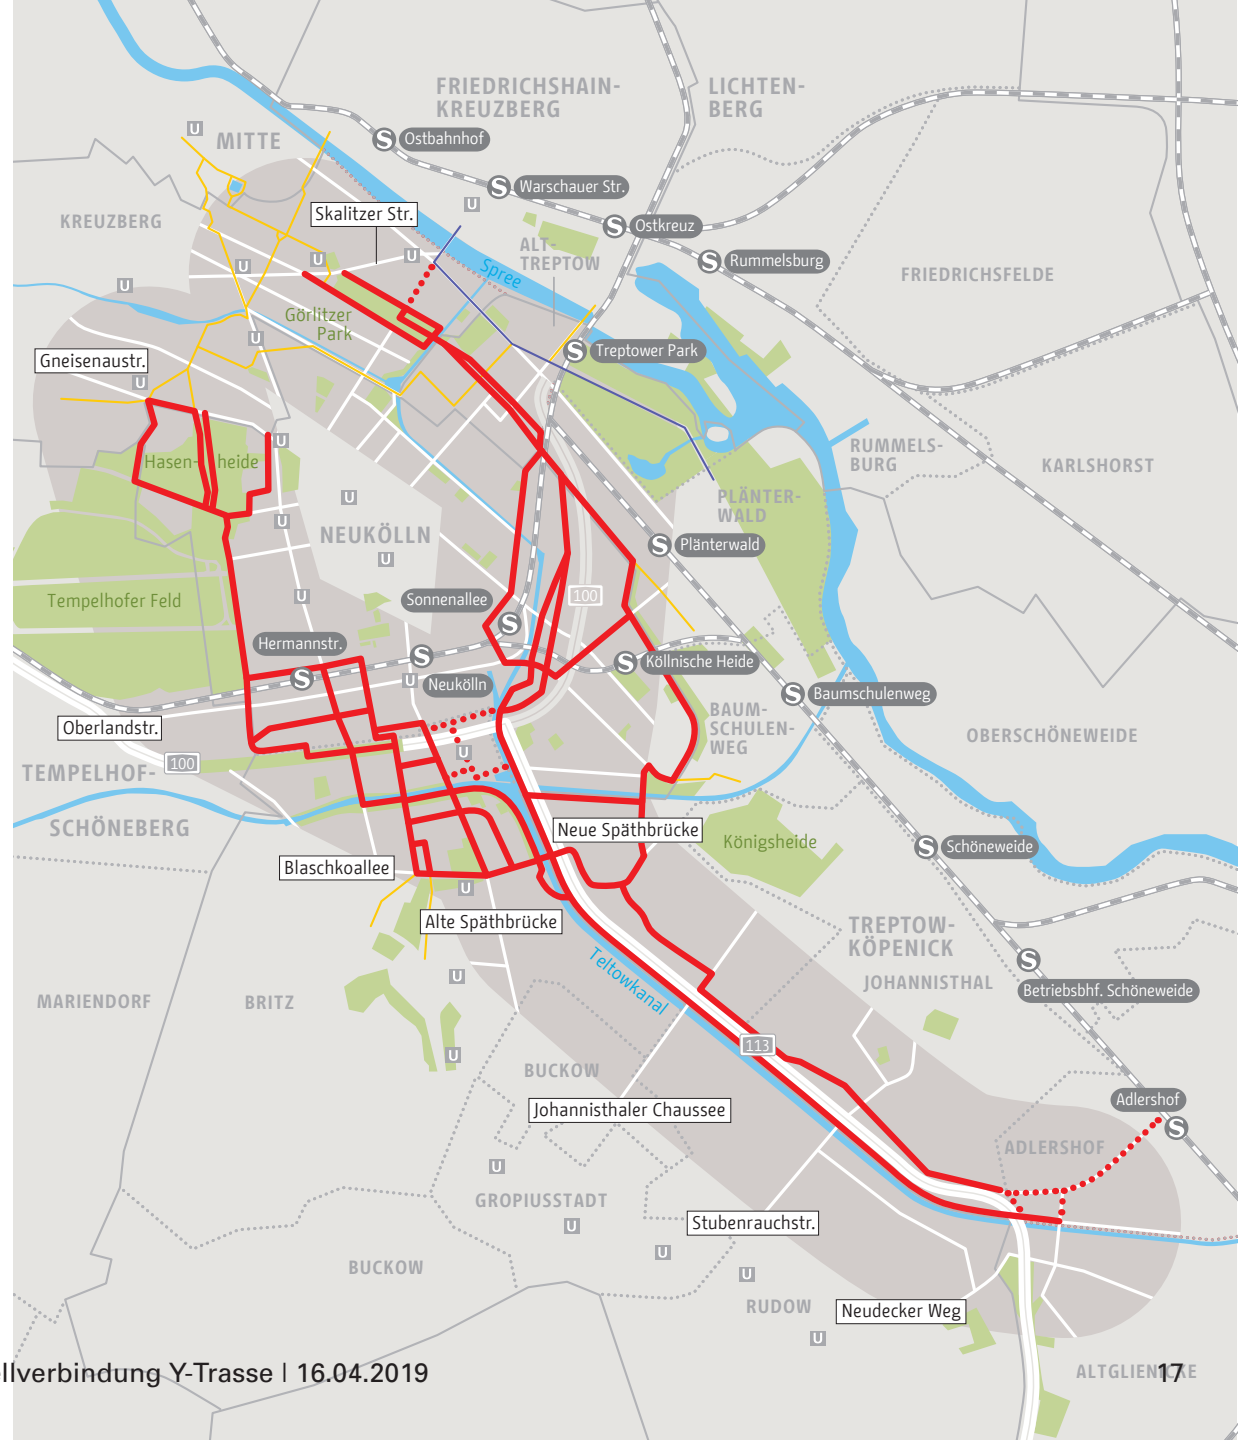 FRIEDRICHSHAIN-
KREUZBERG
LICHTEN-
BERG
U
U
MITTE
S
Ostbahnhof
S
Warschauer Str.
U
Skalitzer Str.
KREUZBERG
S
Ostkreuz
ALT-
TREPTOW
S
Rummelsburg
FRIEDRICHSFELDE
U
U
U
U
Spree
Görlitzer
Park
U
Gneisenaustr.
U
S
Treptower Park
U
Hasen-
heide
RUMMELS-
BURG
KARLSHORST
U
PLÄNTER-
WALD
U
NEUKÖLLN
U
S
Plänterwald
Tempelhofer Feld
U
Sonnenallee
S
100
Hermannstr.
S
S
Neukölln
U
S
Köllnische Heide
S
Baumschulenweg
BAUM-
SCHULEN-
WEG
Oberlandstr.
OBERSCHÖNEWEIDE
100
U
TEMPELHOF-
SCHÖNEBERG
Neue Späthbrücke
Königsheide
S
Schöneweide
Blaschkoallee
U
Alte Späthbrücke
TREPTOW-
KÖPENICK
S
Betriebsbhf. Schöneweide
JOHANNISTHAL
Teltowkanal
MARIENDORF
BRITZ
U
U
113
BUCKOW
Johannisthaler Chaussee
Adlershof
S
ADLERSHOF
U
GROPIUSSTADT
U
Stubenrauchstr.
U
BUCKOW
U
RUDOW
Neudecker Weg
U
llverbindung Y-Trasse | 16.04.2019
ALTGLIENICKE
17